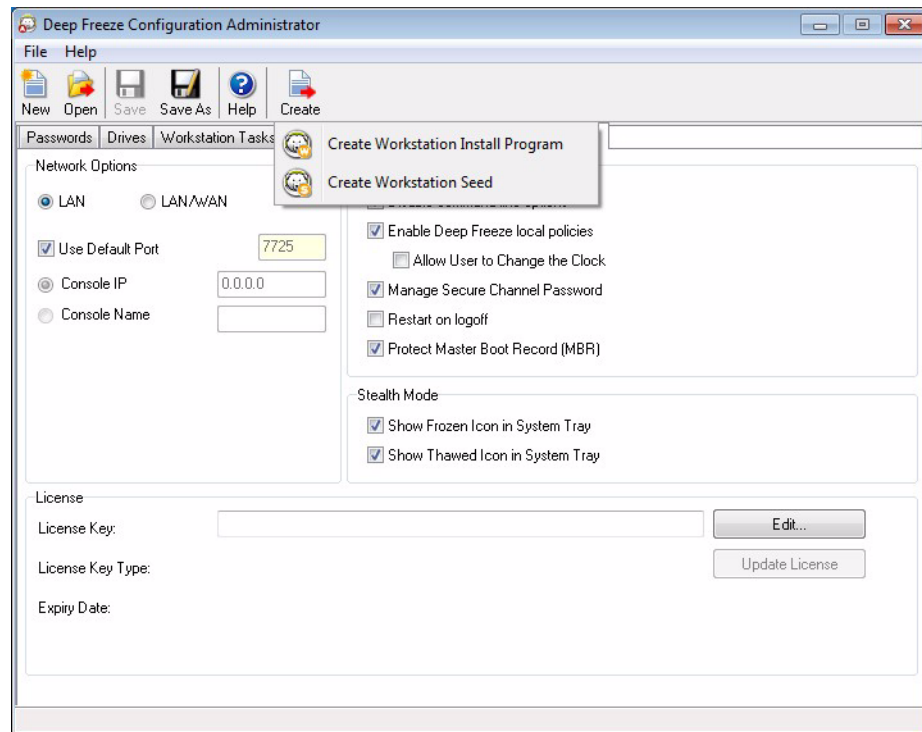 Deep Freeze Configuration Administrator
File Help
New Open Save Save As Help Create
Passwords Drives Workstation Tasks
Create Workstation Install Program
Create Workstation Seed
Network Options
LAN LAN/WAN
Use Default Port 7725
Console IP 0.0.0.0
Console Name
Enable Deep Freeze local policies
Allow User to Change the Clock
Manage Secure Channel Password
Restart on logoff
Protect Master Boot Record (MBR)
Stealth Mode
Show Frozen Icon in System Tray
Show Thawed Icon in System Tray
License
License Key: Edit...
License Key Type: Update License
Expiry Date: